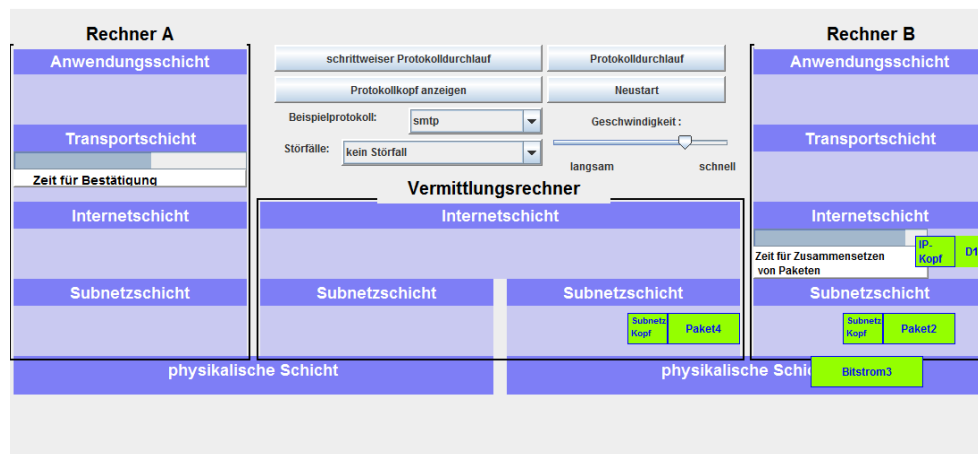 Rechner A
Anwendungsschicht
Transportschicht
Zeit für Bestätigung
Internetschicht
Subnetzschicht
schrittweiser Protokolldurlauf
Protokolldurlauf
Protokollkopf anzeigen
Neustart
Beispielprotokoll:
smtp
Geschwindigkeit :
Störfälle:
kein Störfall
langsam
schnell
Vermittlungsrechner
Internetschicht
Subnetzschicht
Subnetzschicht
Subnetz
Kopf
Paket4
Rechner B
Anwendungsschicht
Transportschicht
Internetschicht
Zeit für Zusammensetzen
von Paketen
IP-
Kopf
D1
Subnetzschicht
Subnetz
Kopf
Paket2
physikalische Schicht
physikalische Schic
Bitstrom3